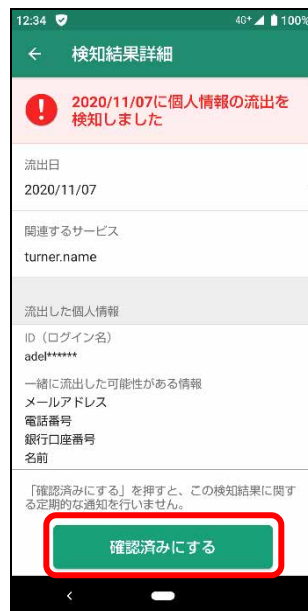 12:34 4G+ 100%
← 検知結果詳細
! 2020/11/07に個人情報の流出を
検知しました
流出日
2020/11/07
関連するサービス
turner.name
流出した個人情報
ID（ログイン名）
adel******
一緒に流出した可能性がある情報
メールアドレス
電話番号
銀行口座番号
名前
「確認済みにする」を押すと、この検知結果に関す
る定期的な通知を行いません。
確認済みにする